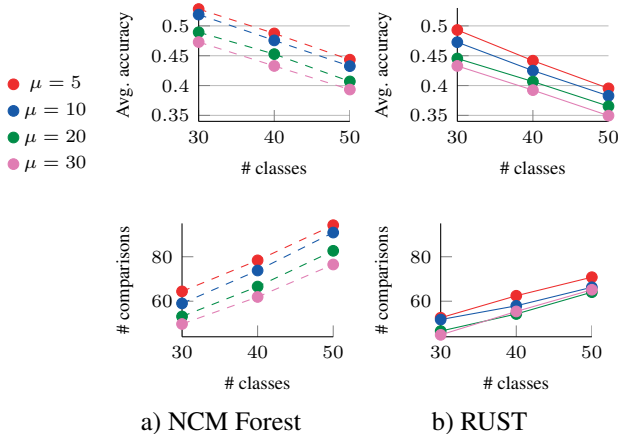 μ = 5
μ = 10
μ = 20
μ = 30
Avg. accuracy
0.5
0.45
0.4
0.35
30 40 50
# classes
Avg. accuracy
0.5
0.45
0.4
0.35
30 40 50
# classes
# comparisons
80
60
30 40 50
# classes
# comparisons
80
60
30 40 50
# classes
a) NCM Forest
b) RUST